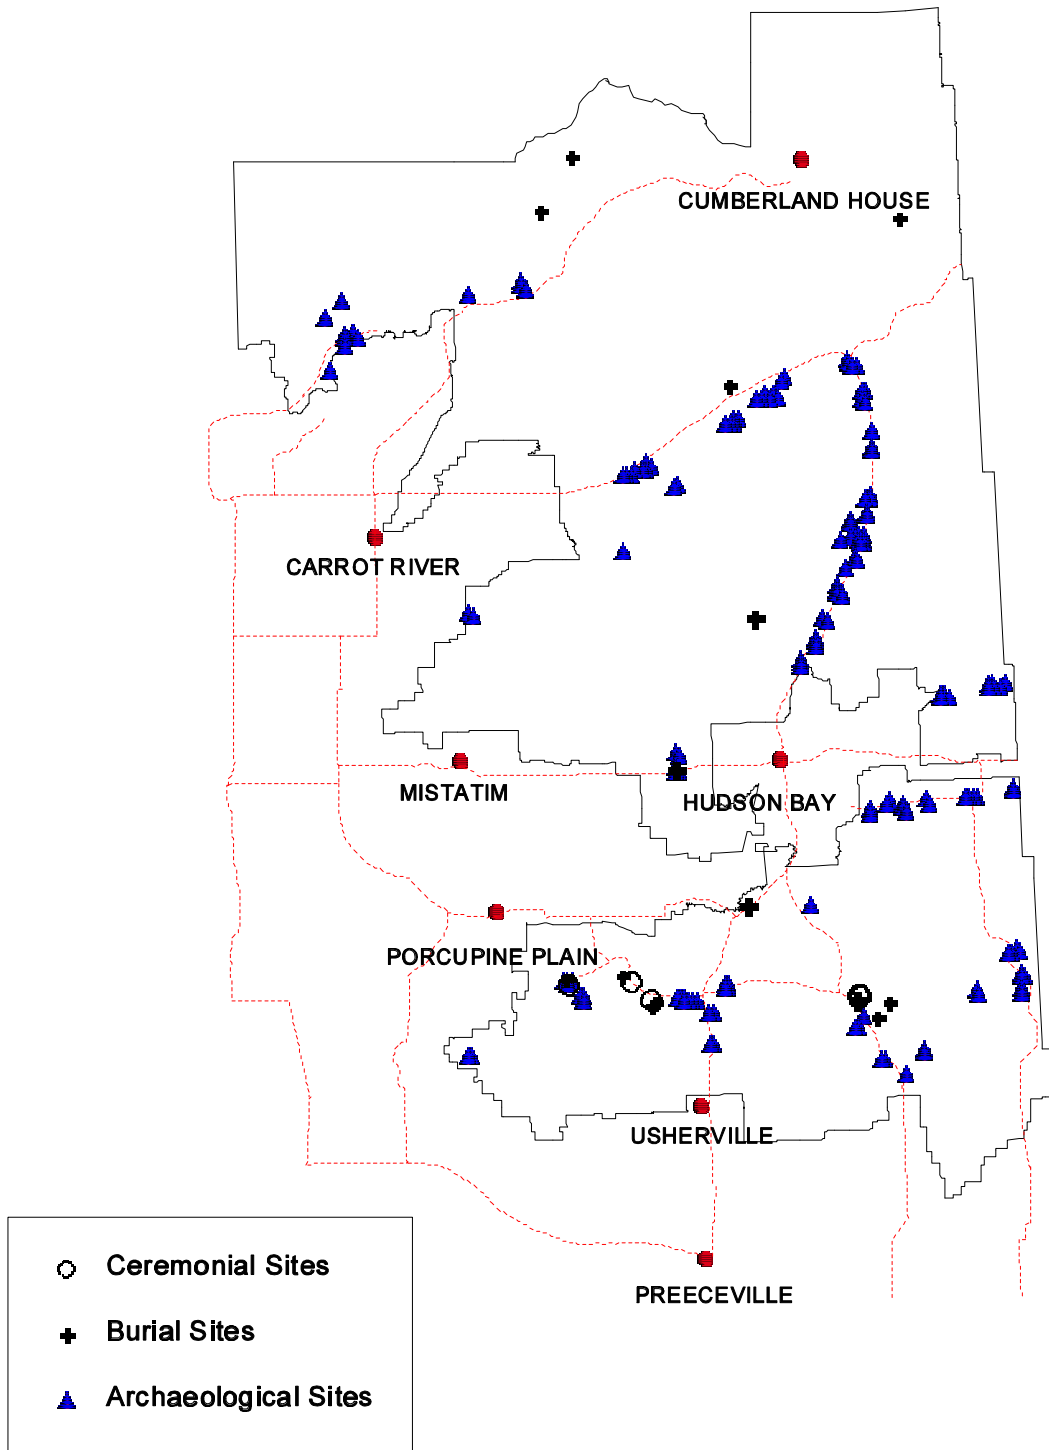 CUMBERLAND HOUSE
CARROT RIVER
MISTATIM
HUDSON BAY
PORCUPINE PLAIN
USHERVILLE
PREECEVILLE
Ceremonial Sites
Burial Sites
Archaeological Sites